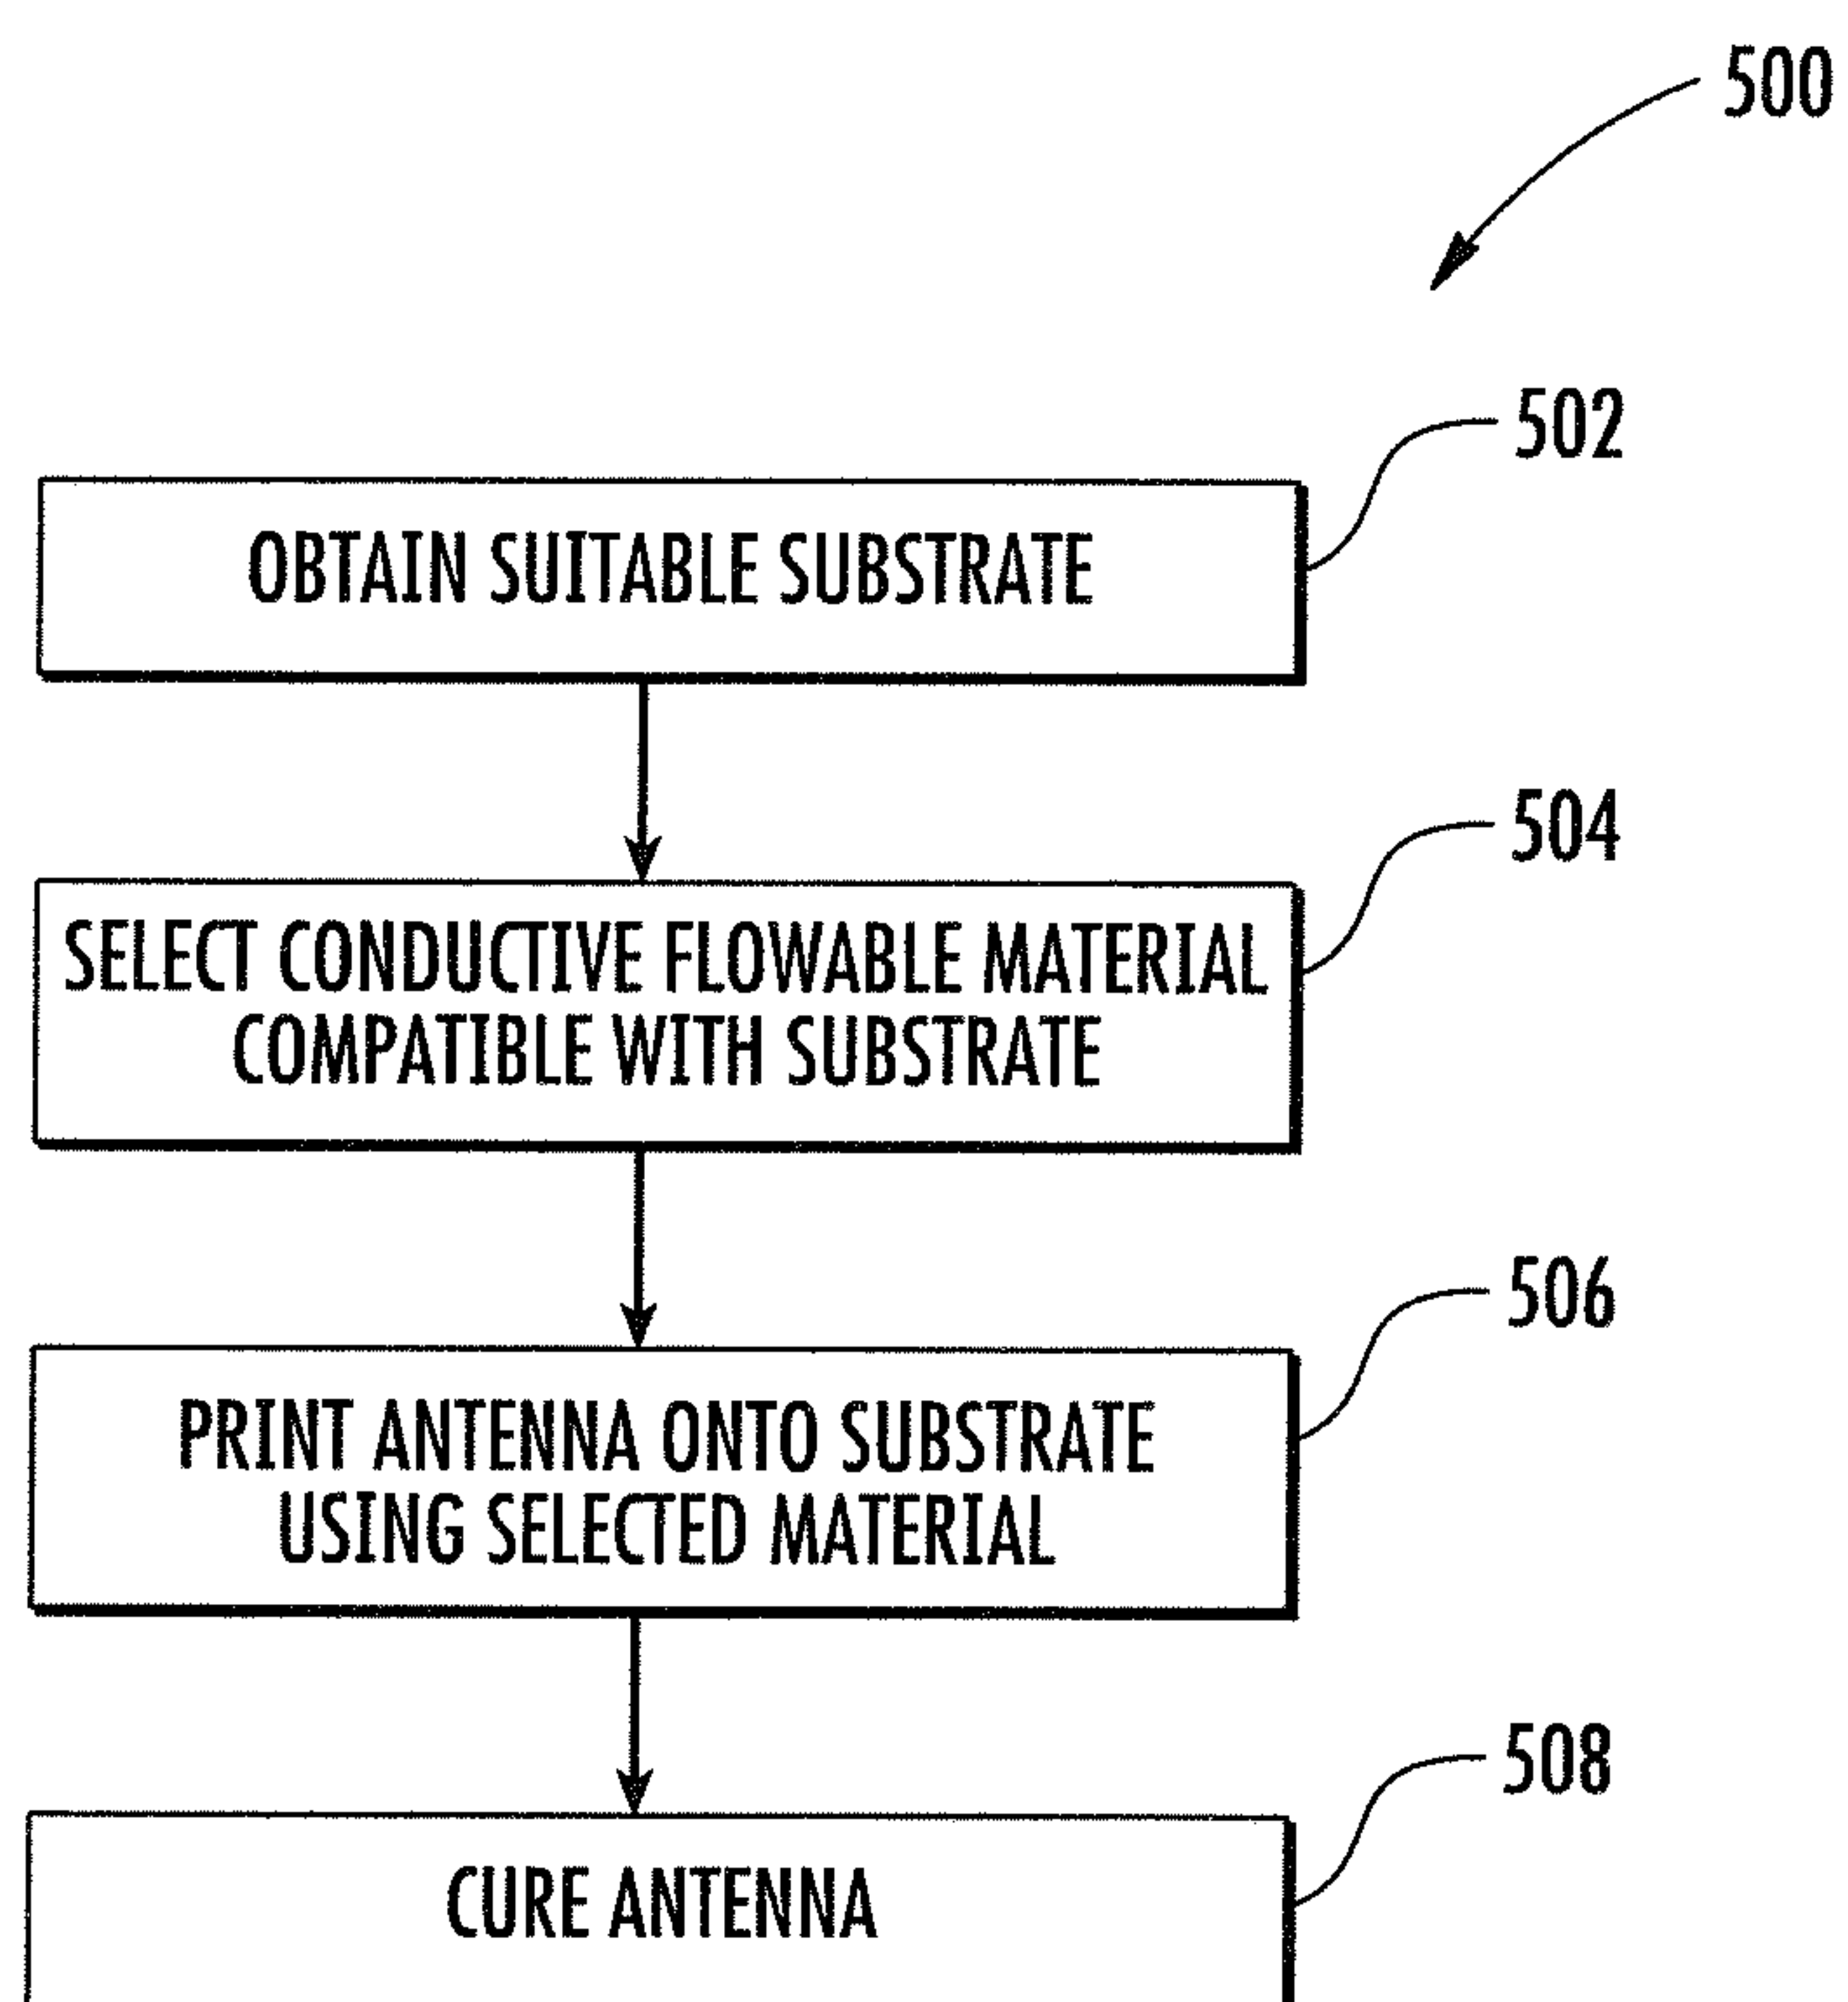 500
502
OBTAIN SUITABLE SUBSTRATE
504
SELECT CONDUCTIVE FLOWABLE MATERIAL
COMPATIBLE WITH SUBSTRATE
506
PRINT ANTENNA ONTO SUBSTRATE
USING SELECTED MATERIAL
508
CURE ANTENNA